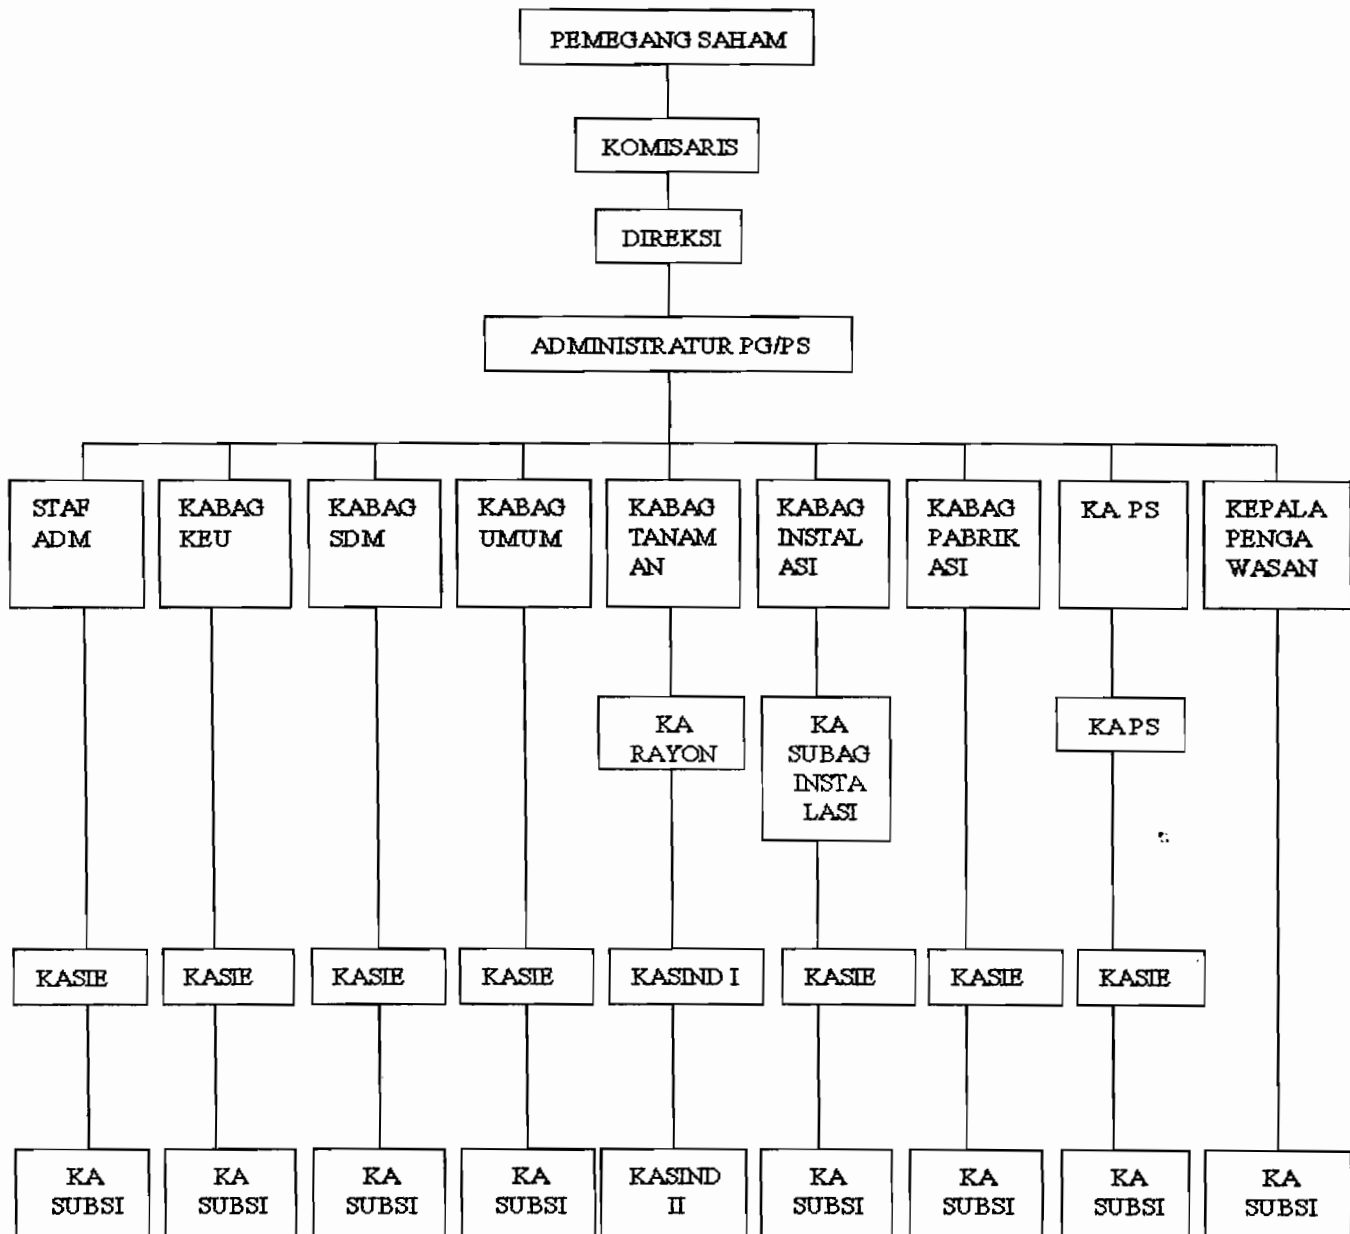 PEMEGANG SAHAM
KOMISARIS
DIREKSI
ADMINISTRATUR PG/PS
STAF
ADM
KABAG
KEU
KABAG
SDM
KABAG
UMUM
KABAG
TANAM
AN
KABAG
INSTAL
ASI
KABAG
PABRIK
ASI
KA. PS
KEPALA
PENGA
WASAN
KA
RAYON
KA
SUBAG
INSTA
LASI
KA PS
KASIE
KASIE
KASIE
KASIE
KASIND I
KASIE
KASIE
KASIE
KA
SUBSI
KA
SUBSI
KA
SUBSI
KA
SUBSI
KASIND
II
KA
SUBSI
KA
SUBSI
KA
SUBSI
KA
SUBSI